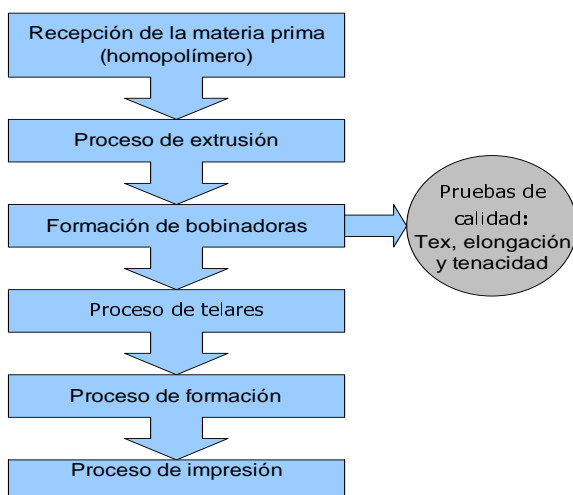 Recepción de la materia prima
(homopolímero)
Proceso de extrusión
Formación de bobinadoras
Pruebas de
calidad:
Tex, elongación,
y tenacidad
Proceso de telares
Proceso de formación
Proceso de impresión